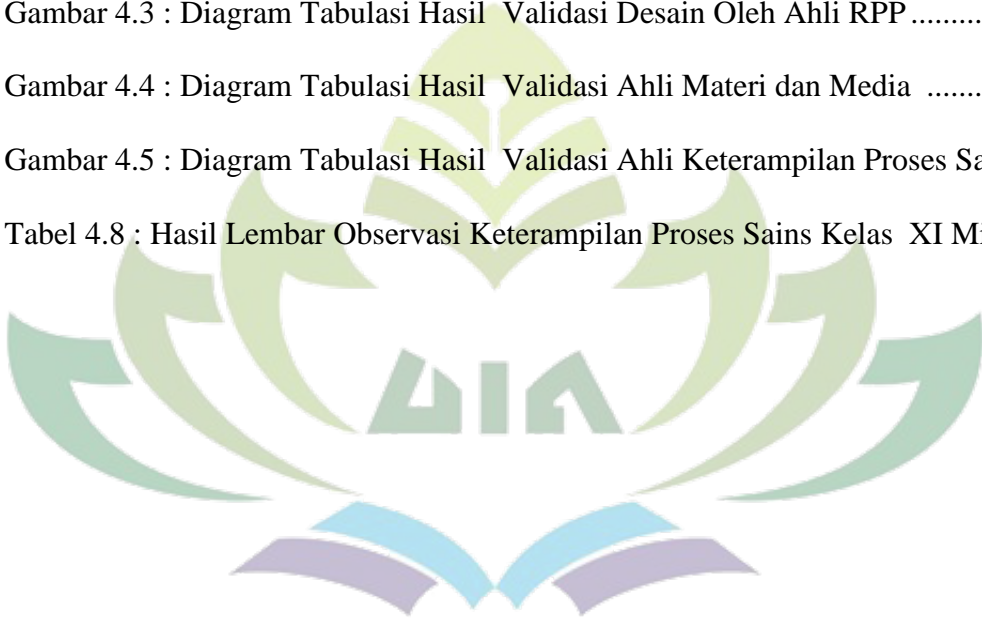 Gambar 4.3 : Diagram Tabulasi Hasil Validasi Desain Oleh Ahli RPP .........
Gambar 4.4 : Diagram Tabulasi Hasil Validasi Ahli Materi dan Media .......
Gambar 4.5 : Diagram Tabulasi Hasil Validasi Ahli Keterampilan Proses
Tabel 4.8 : Hasil Lembar Observasi Keterampilan Proses Sains Kelas XI
UIN